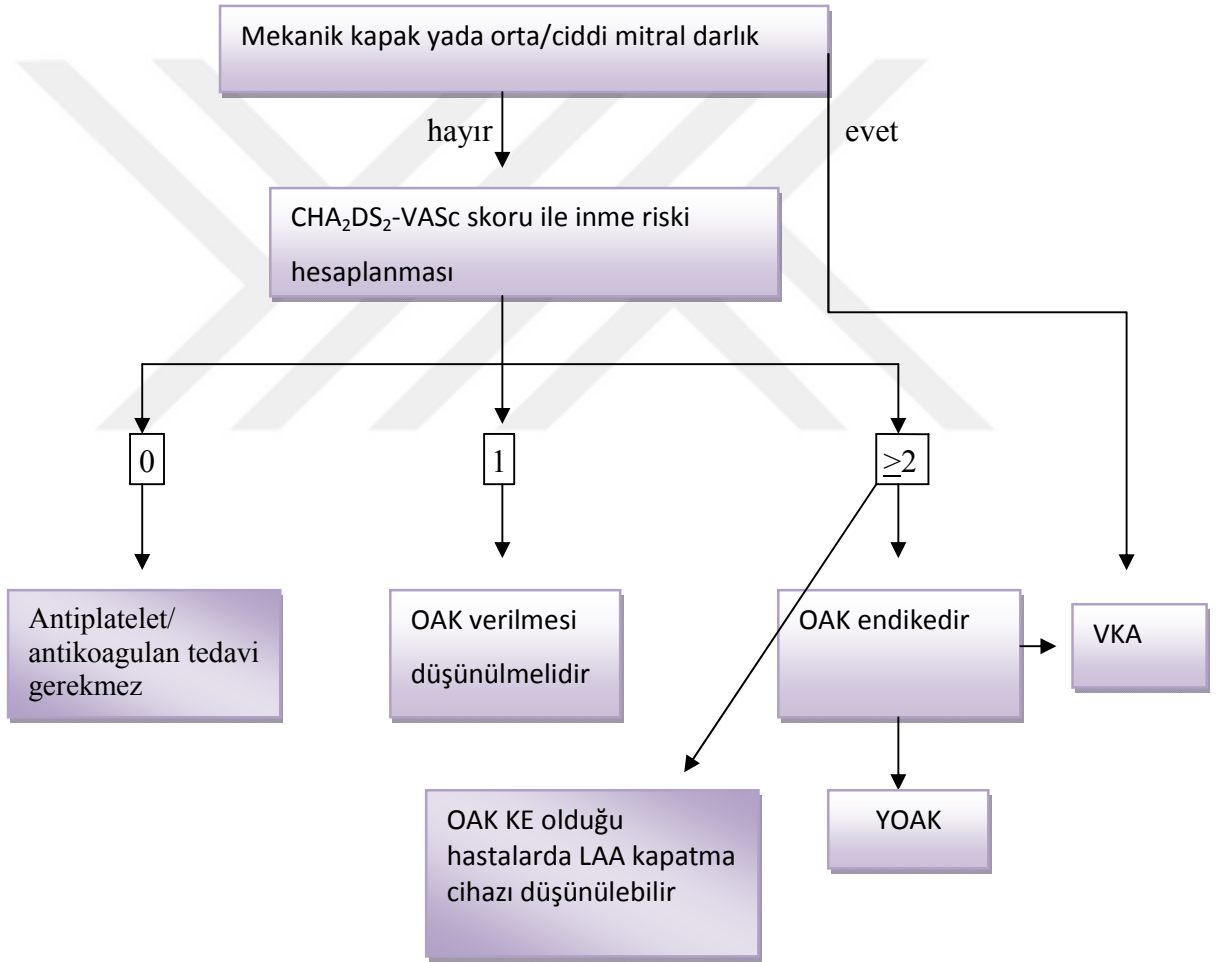 Mekanik kapak yada orta/ciddi mitral darlık
hayır
evet
CHA₂DS₂-VASc skoru ile inme riski
hesaplanması
0
1
≥2
Antiplatelet/
antikoagulan tedavi
gerekmez
OAK verilmesi
düşünülmelidir
OAK endikedir
VKA
OAK KE olduğu
hastalarda LAA kapatma
cihazı düşünülebilir
YOAK